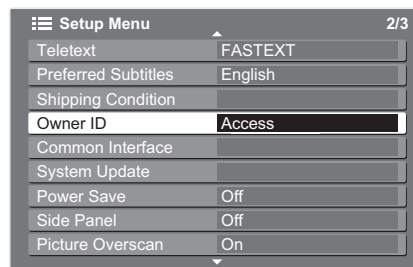 Setup Menu 2/3
Teletext FASTEXT
Preferred Subtitles English
Shipping Condition
Owner ID Access
Common Interface
System Update
Power Save Off
Side Panel Off
Picture Overscan On